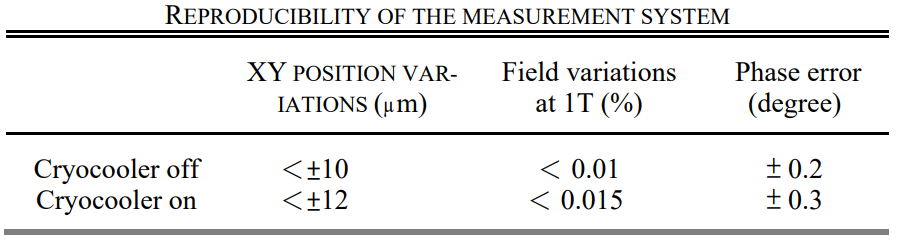 REPRODUCIBILITY OF THE MEASUREMENT SYSTEM
XY POSITION VAR-
IATIONS (μm)
Field variations
at 1T (%)
Phase error
(degree)
Cryocooler off <±10 < 0.01 ± 0.2
Cryocooler on <±12 < 0.015 ± 0.3